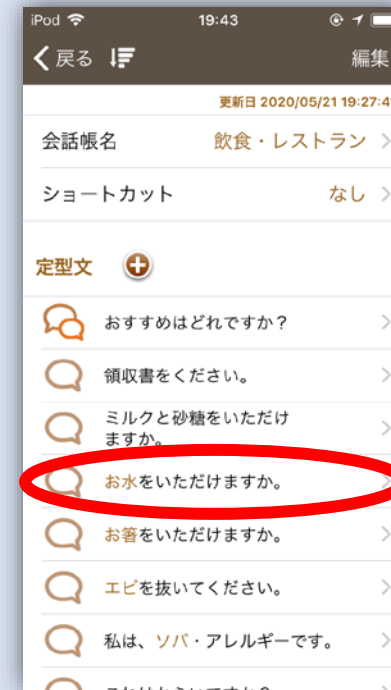 iPod 19:43
戻る 編集
更新日 2020/05/21 19:27:4
会話帳名 飲食・レストラン
ショートカット なし
定型文
おすすめはどれですか？
領収書をください。
ミルクと砂糖をいただけ
ますか。
お水をいただけますか。
お箸をいただけますか。
エビを抜いてください。
私は、ソバ・アレルギーです。